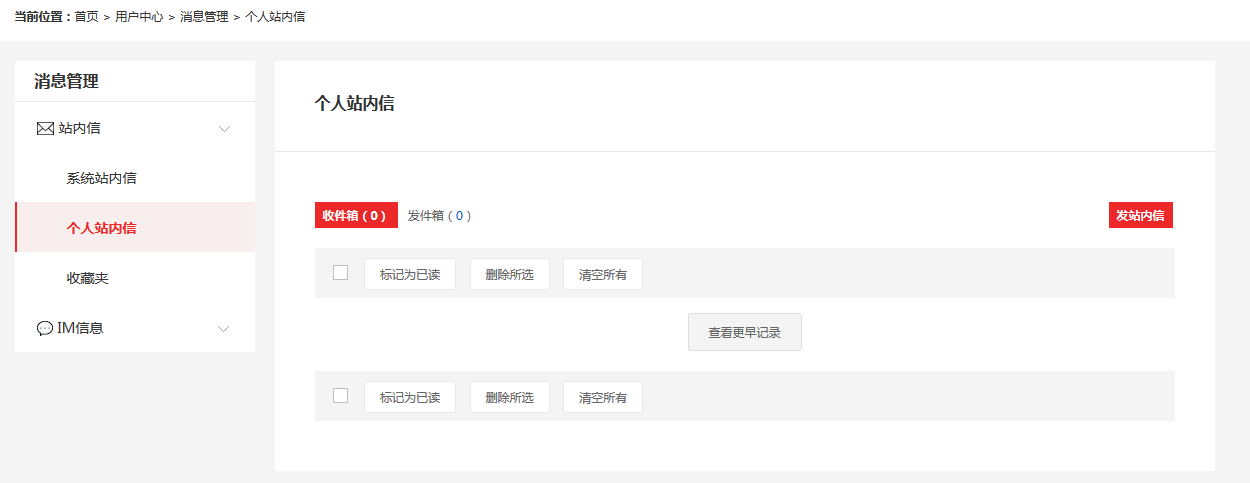 当前位置：首页 > 用户中心 > 消息管理 > 个人站内信
消息管理
站内信
系统站内信
个人站内信
收藏夹
IM信息
个人站内信
收件箱（0） 发件箱（0） 发站内信
标记为已读 删除所选 清空所有
查看更早记录
标记为已读 删除所选 清空所有